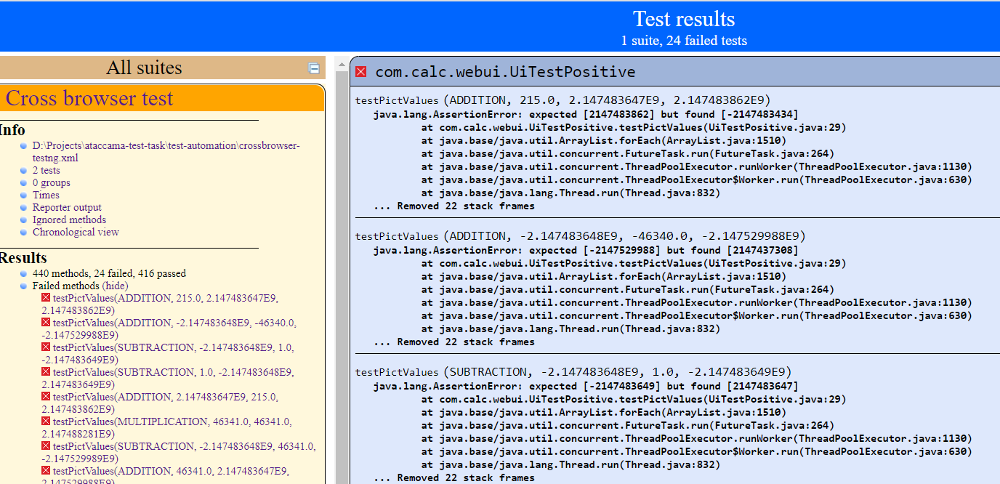 Test results
1 suite, 24 failed tests
All suites
Cross browser test
Info
D:\Projects\ataccama-test-task\test-automation\crossbrowser-
testng.xml
2 tests
0 groups
Times
Reporter output
Ignored methods
Chronological view
Results
440 methods, 24 failed, 416 passed
Failed methods (hide)
testPictValues(ADDITION, 215.0, 2.147483647E9,
2.147483862E9)
testPictValues(ADDITION, -2.147483648E9, -46340.0,
-2.147529988E9)
testPictValues(SUBTRACTION, -2.147483648E9, 1.0,
-2.147483649E9)
testPictValues(SUBTRACTION, 1.0, -2.147483648E9,
2.147483649E9)
testPictValues(ADDITION, 2.147483647E9, 215.0,
2.147483862E9)
testPictValues(MULTIPLICATION, 46341.0, 46341.0,
2.147488281E9)
testPictValues(SUBTRACTION, -2.147483648E9, 46341.0,
-2.147529989E9)
testPictValues(ADDITION, 46341.0, 2.147483647E9,
2.147529988E9)
com.calc.webui.UiTestPositive
testPictValues (ADDITION, 215.0, 2.147483647E9, 2.147483862E9)
java.lang.AssertionError: expected [2147483862] but found [-2147483434]
at com.calc.webui.UiTestPositive.testPictValues(UiTestPositive.java:29)
at java.base/java.util.ArrayList.forEach(ArrayList.java:1510)
at java.base/java.util.concurrent.FutureTask.run(FutureTask.java:264)
at java.base/java.util.concurrent.ThreadPoolExecutor.runWorker(ThreadPoolExecutor.java:1130)
at java.base/java.util.concurrent.ThreadPoolExecutor$Worker.run(ThreadPoolExecutor.java:630)
at java.base/java.lang.Thread.run(Thread.java:832)
... Removed 22 stack frames
testPictValues (ADDITION, -2.147483648E9, -46340.0, -2.147529988E9)
java.lang.AssertionError: expected [-2147529988] but found [2147437308]
at com.calc.webui.UiTestPositive.testPictValues(UiTestPositive.java:29)
at java.base/java.util.ArrayList.forEach(ArrayList.java:1510)
at java.base/java.util.concurrent.FutureTask.run(FutureTask.java:264)
at java.base/java.util.concurrent.ThreadPoolExecutor.runWorker(ThreadPoolExecutor.java:1130)
at java.base/java.util.concurrent.ThreadPoolExecutor$Worker.run(ThreadPoolExecutor.java:630)
at java.base/java.lang.Thread.run(Thread.java:832)
... Removed 22 stack frames
testPictValues (SUBTRACTION, -2.147483648E9, 1.0, -2.147483649E9)
java.lang.AssertionError: expected [-2147483649] but found [2147483647]
at com.calc.webui.UiTestPositive.testPictValues(UiTestPositive.java:29)
at java.base/java.util.ArrayList.forEach(ArrayList.java:1510)
at java.base/java.util.concurrent.FutureTask.run(FutureTask.java:264)
at java.base/java.util.concurrent.ThreadPoolExecutor.runWorker(ThreadPoolExecutor.java:1130)
at java.base/java.util.concurrent.ThreadPoolExecutor$Worker.run(ThreadPoolExecutor.java:630)
at java.base/java.lang.Thread.run(Thread.java:832)
... Removed 22 stack frames